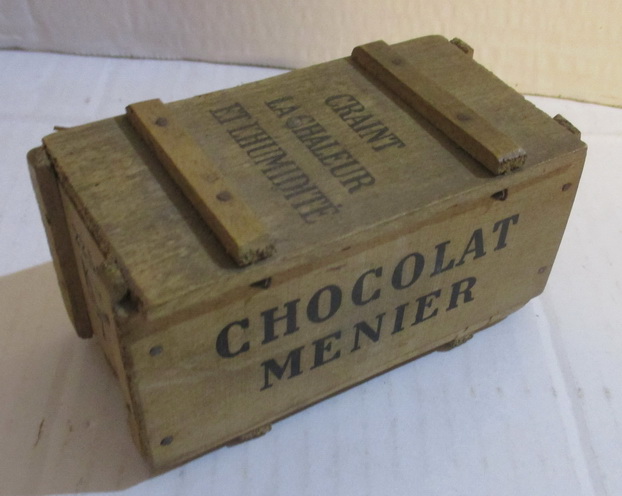 CRAINT
LA CHALEUR
ET L'HUMIDITÉ
CHOCOLAT
MENIER